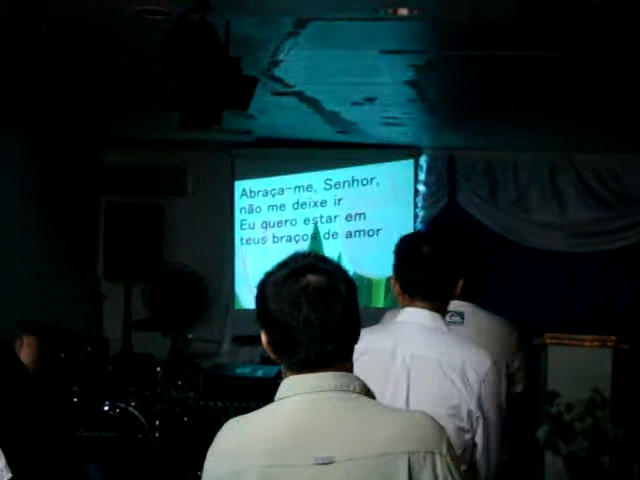 Abraça-me, Senhor,
não me deixe ir
Eu quero estar em
teus braços de amor